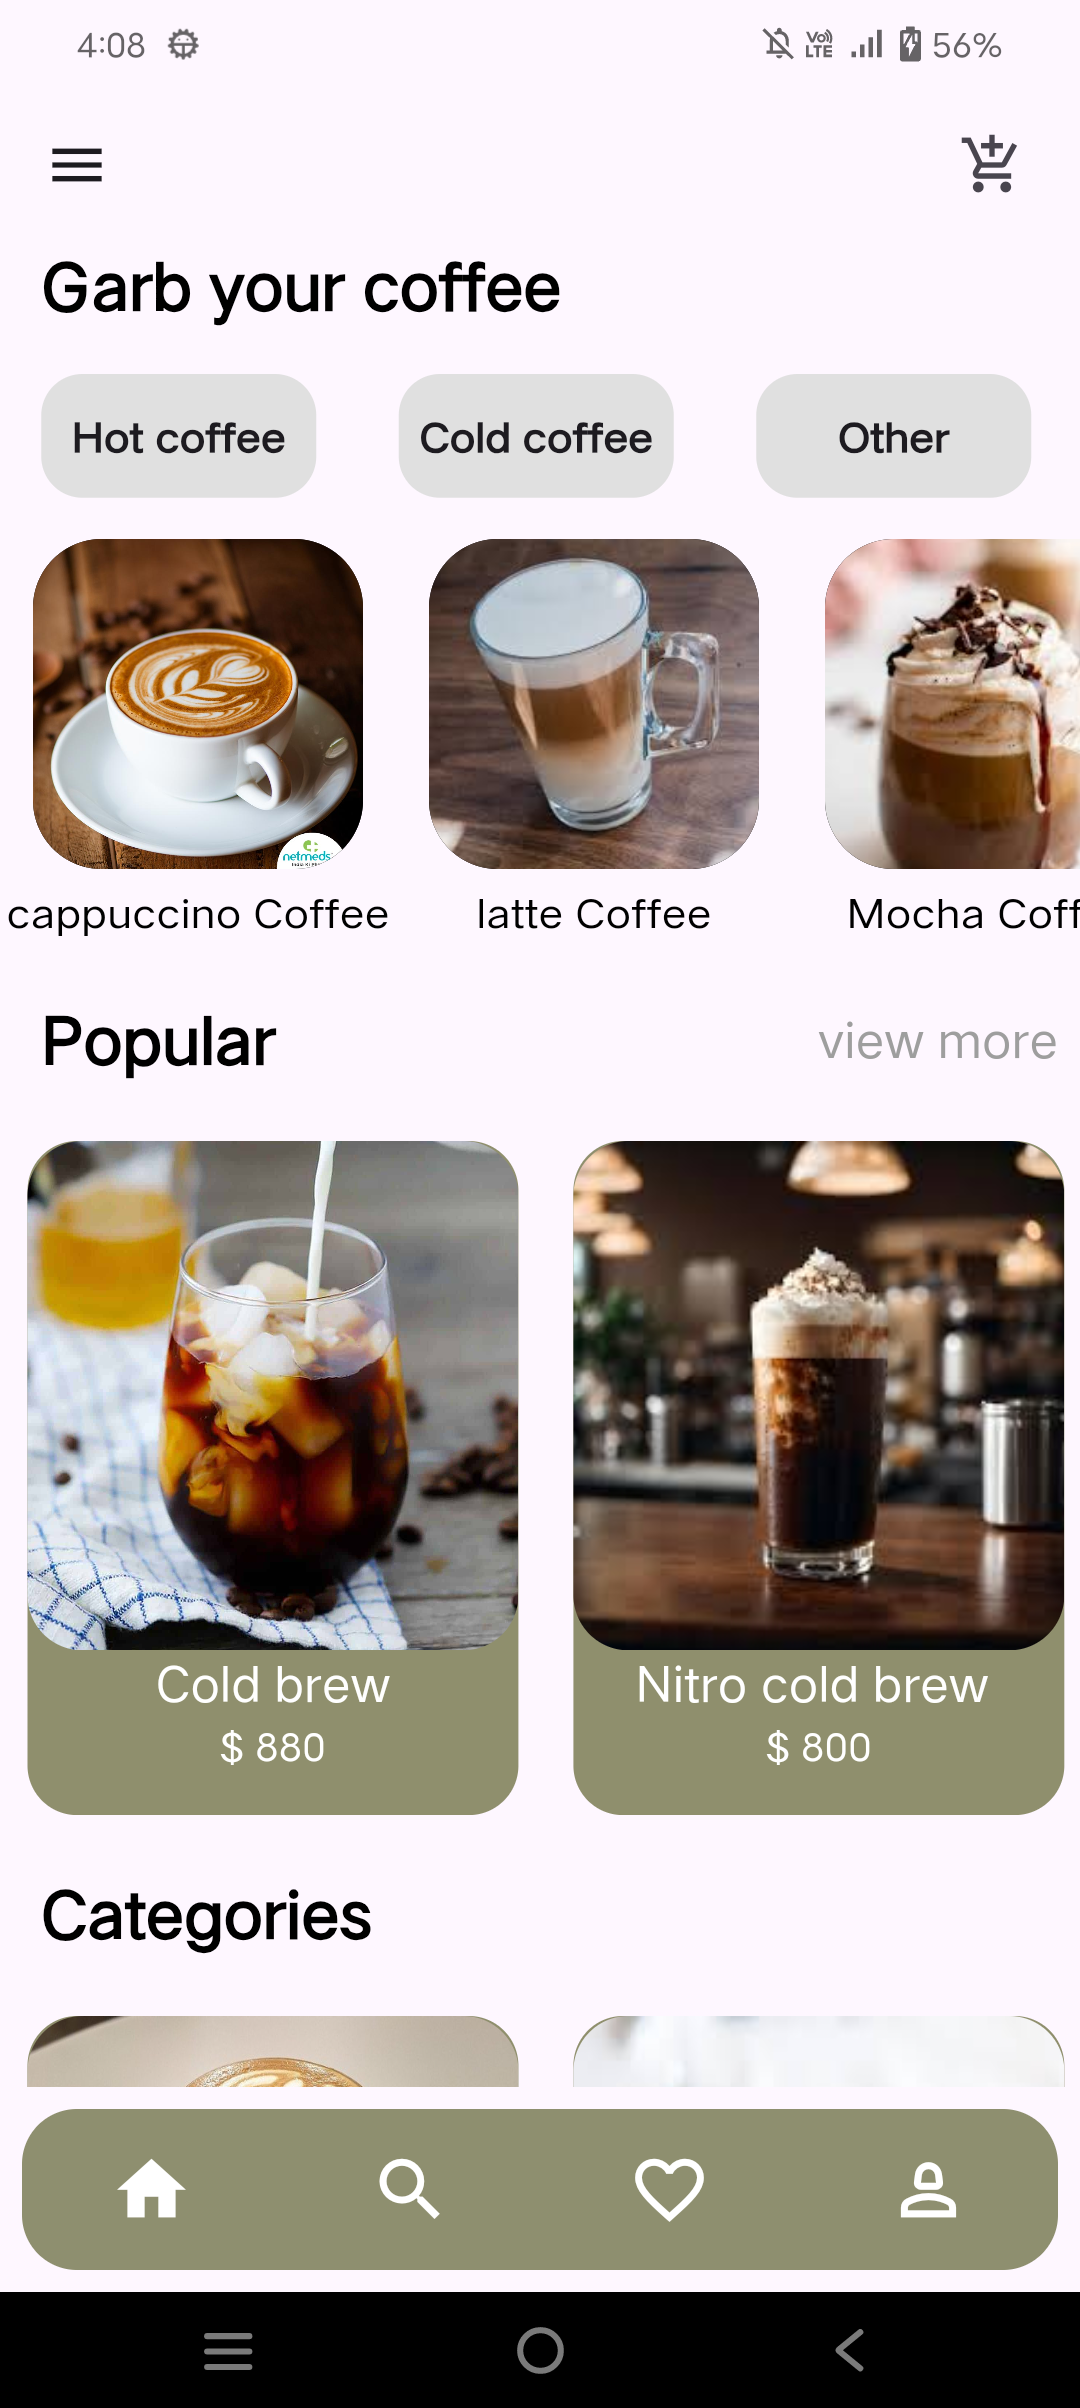 4:08
Vo) LTE
56%
Garb your coffee
Hot coffee
Cold coffee
Other
netmeds
cappuccino Coffee
latte Coffee
Mocha Coff
Popular
view more
Cold brew
$ 880
Nitro cold brew
$ 800
Categories